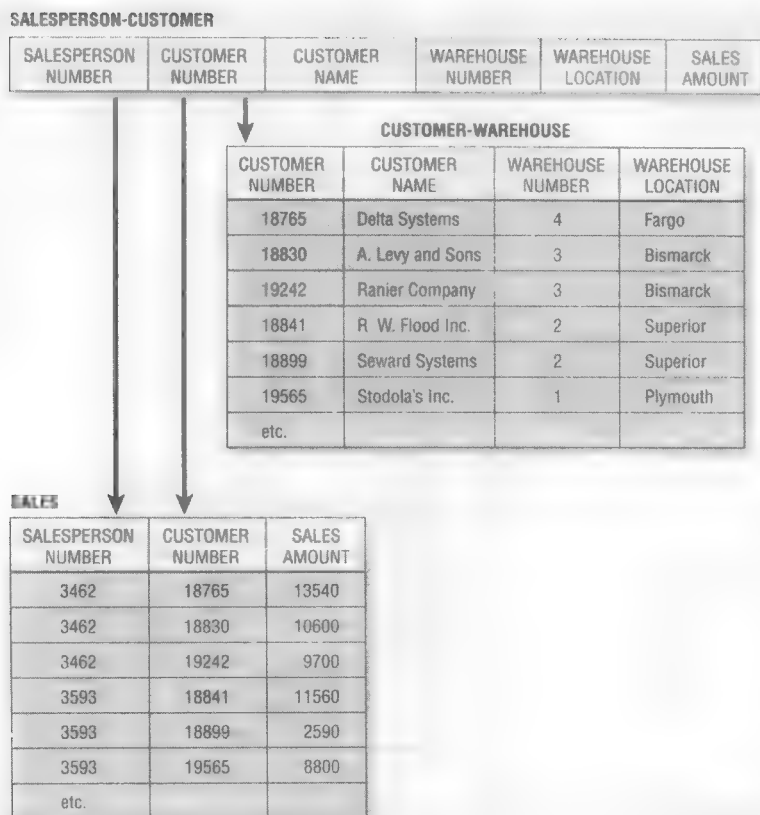 SALESPERSON-CUSTOMER
SALESPERSON NUMBER CUSTOMER NUMBER CUSTOMER NAME WAREHOUSE NUMBER WAREHOUSE LOCATION SALES AMOUNT
CUSTOMER-WAREHOUSE
CUSTOMER NUMBER CUSTOMER NAME WAREHOUSE NUMBER WAREHOUSE LOCATION
18765 Delta Systems 4 Fargo
18830 A. Levy and Sons 3 Bismarck
19242 Ranier Company 3 Bismarck
18841 R W. Flood Inc. 2 Superior
18899 Seward Systems 2 Superior
19565 Stodola's Inc. 1 Plymouth
etc.
SALES
SALESPERSON NUMBER CUSTOMER NUMBER SALES AMOUNT
3462 18765 13540
3462 18830 10600
3462 19242 9700
3593 18841 11560
3593 18899 2590
3593 19565 8800
etc.